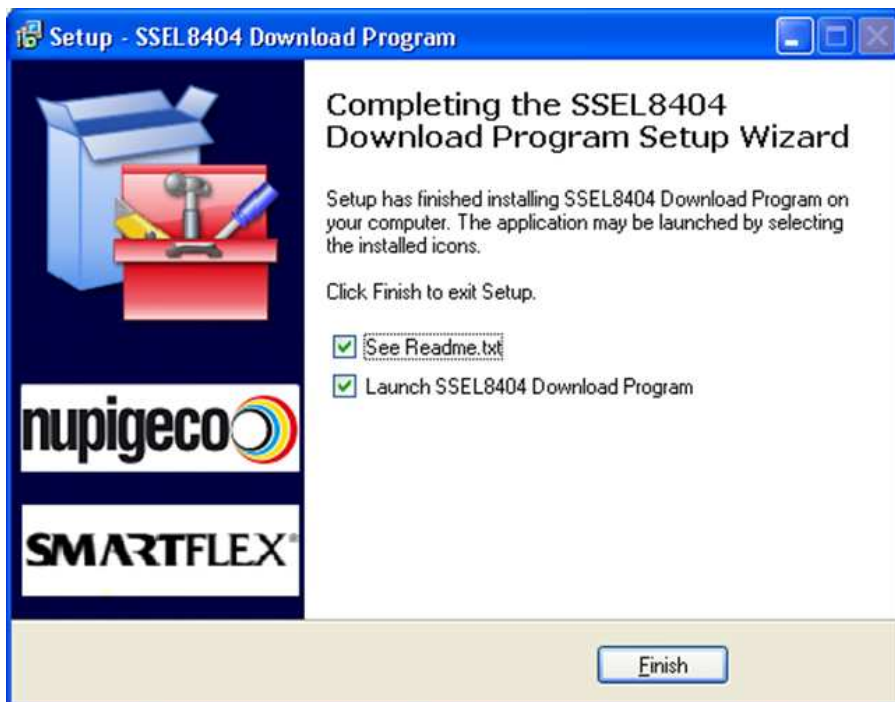 Setup - SSEL8404 Download Program
Completing the SSEL8404
Download Program Setup Wizard
Setup has finished installing SSEL8404 Download Program on
your computer. The application may be launched by selecting
the installed icons.
Click Finish to exit Setup.
See Readme.txt
Launch SSEL8404 Download Program
nupigeco
SMARTFLEX®
Finish